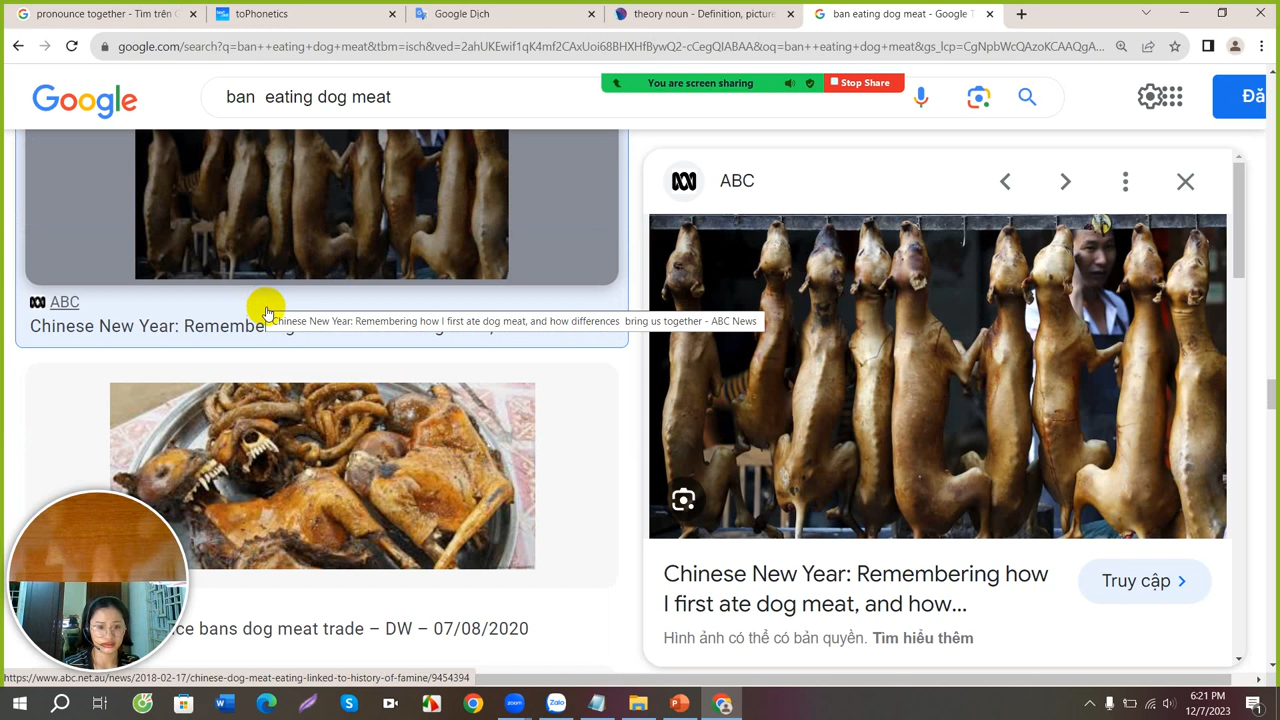 pronounce together - Tìm trên G
toPhonetics
Google Dịch
theory noun - Definition, picture
ban eating dog meat - Google T
google.com/search?q=ban++eating+dog+meat&tbm=isch&ved=2ahUKEwif1qK4mf2CAxUoi68BHXfBywQ2-cCegQIABAA&oq=ban++eating+dog+meat&gs_lcp=CgNpbWcQAzoKCAAQgA...
Google
ban eating dog meat
You are screen sharing
Stop Share
Đă
ABC
ABC
Chinese New Year: Remembe
Chinese New Year: Remembering how I first ate dog meat, and how differences bring us together - ABC News
ce bans dog meat trade – DW – 07/08/2020
Chinese New Year: Remembering how
I first ate dog meat, and how...
Truy cập
Hình ảnh có thể có bản quyền. Tìm hiểu thêm
https://www.abc.net.au/news/2018-02-17/chinese-dog-meat-eating-linked-to-history-of-famine/9454394
zoom
Zalo
6:21 PM
12/7/2023